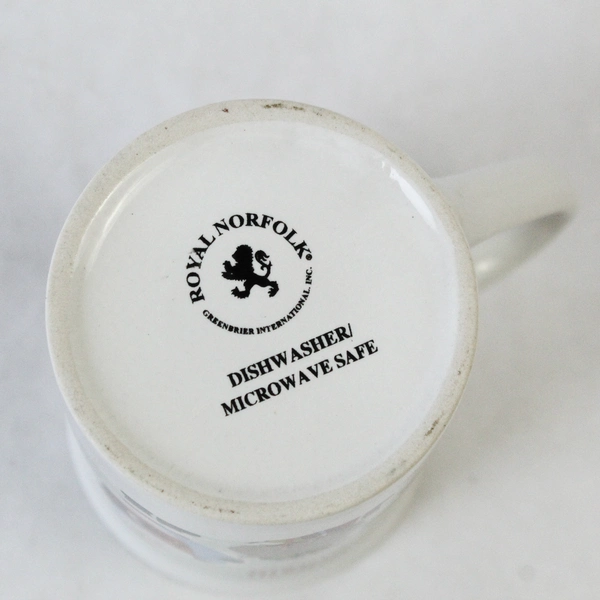 ROYAL NORFOLK®
GREENBRIER INTERNATIONAL, INC.
DISHWASHER/
MICROWAVE SAFE